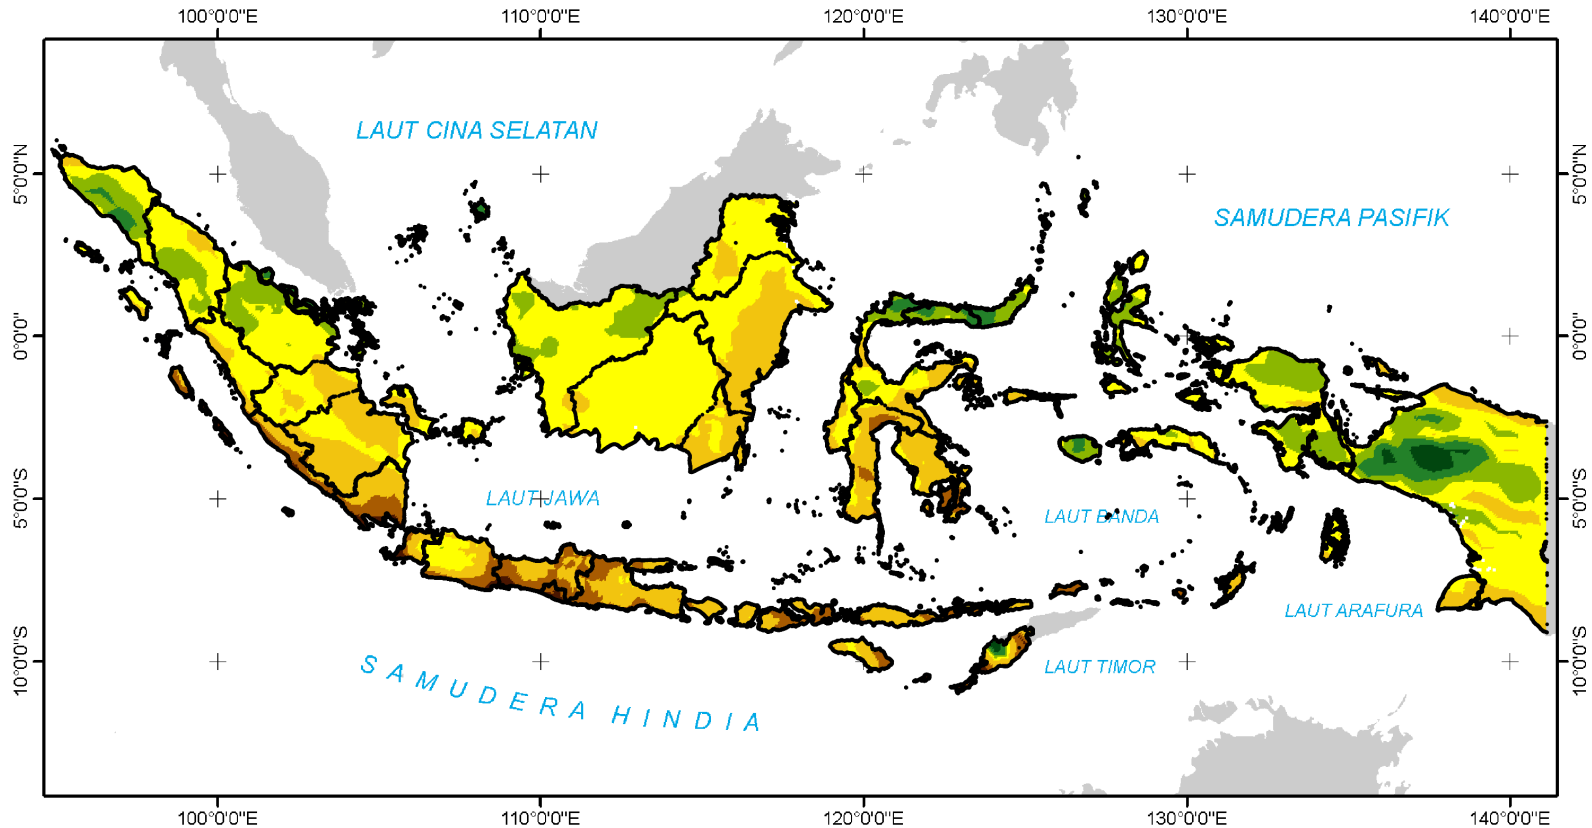 100°0'0"E 110°0'0"E 120°0'0"E 130°0'0"E 140°0'0"E
LAUT CINA SELATAN
5°0'0"N 5°0'0"N
SAMUDERA PASIFIK
0°0'0" 0°0'0"
LAUT JAWA
5°0'0"S 5°0'0"S
LAUT BANDA
LAUT ARAFURA
10°0'0"S 10°0'0"S
LAUT TIMOR
SAMUDERA HINDIA
100°0'0"E 110°0'0"E 120°0'0"E 130°0'0"E 140°0'0"E